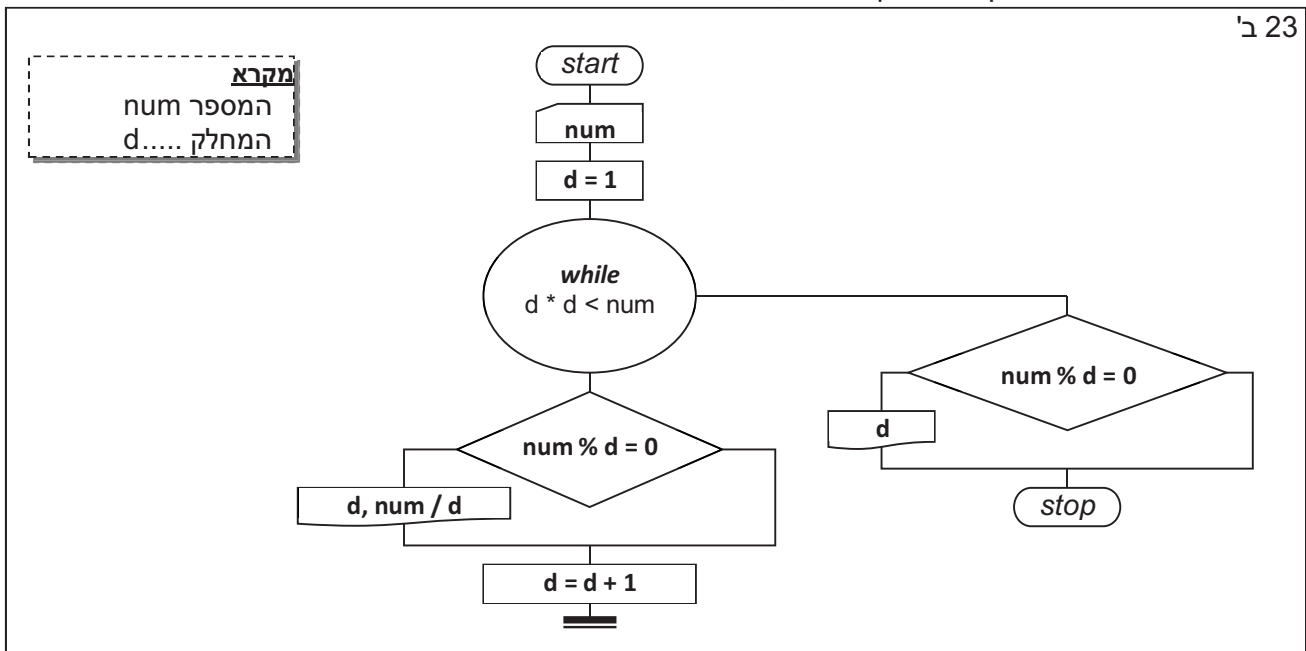 23 ב'
מקרא
המספר num
המחלק .....d
start
num
d = 1
while
d * d < num
num % d = 0
d, num / d
d = d + 1
num % d = 0
d
stop